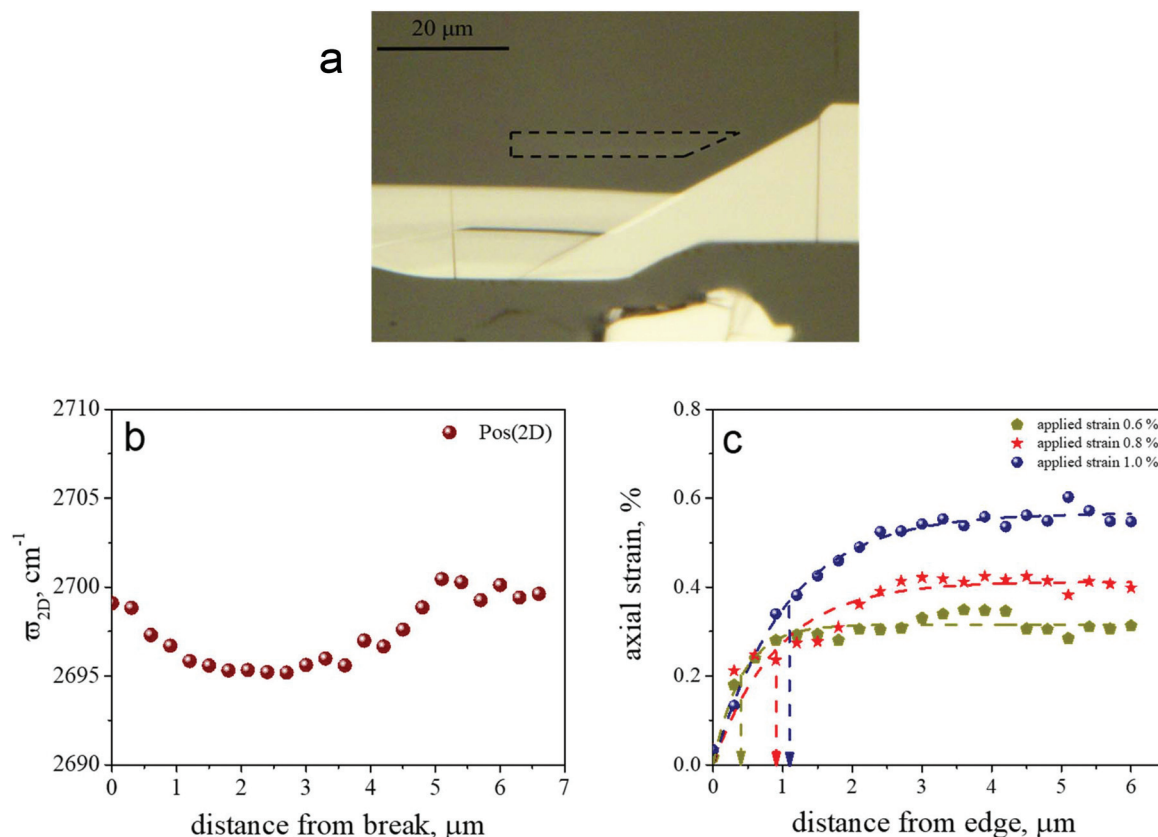 a
20 μm
b
2710
2705
2700
2695
2690
ϖ2D, cm-1
Pos(2D)
0 1 2 3 4 5 6 7
distance from break, μm
c
0.8
0.6
0.4
0.2
0.0
axial strain, %
applied strain 0.6 %
applied strain 0.8 %
applied strain 1.0 %
0 1 2 3 4 5 6
distance from edge, μm